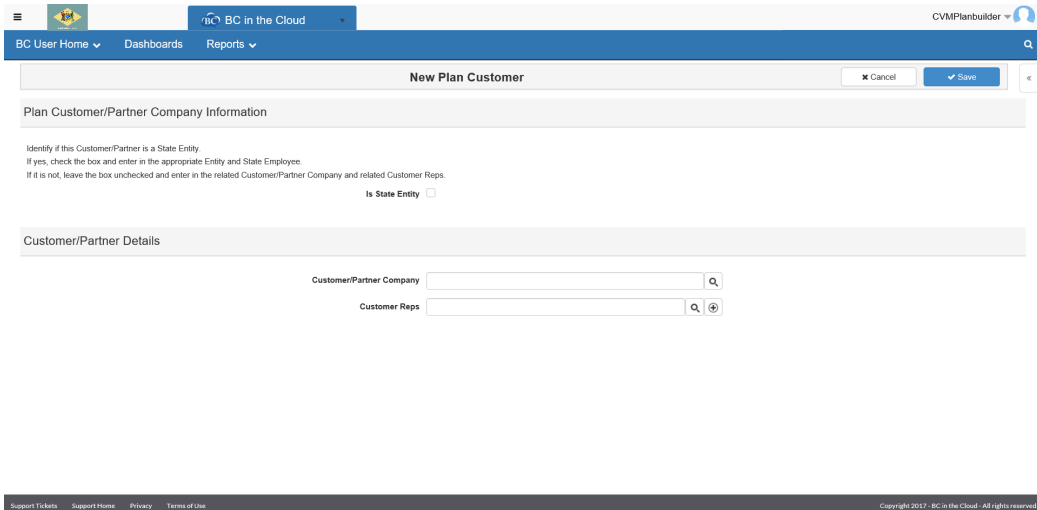 BC BC in the Cloud
CVMPlanbuilder
BC User Home Dashboards Reports
New Plan Customer
Cancel
Save
Plan Customer/Partner Company Information
Identify if this Customer/Partner is a State Entity.
If yes, check the box and enter in the appropriate Entity and State Employee.
If it is not, leave the box unchecked and enter in the related Customer/Partner Company and related Customer Reps.
Is State Entity
Customer/Partner Details
Customer/Partner Company
Customer Reps
Support Tickets Support Home Privacy Terms of Use
Copyright 2017 - BC in the Cloud - All rights reserved